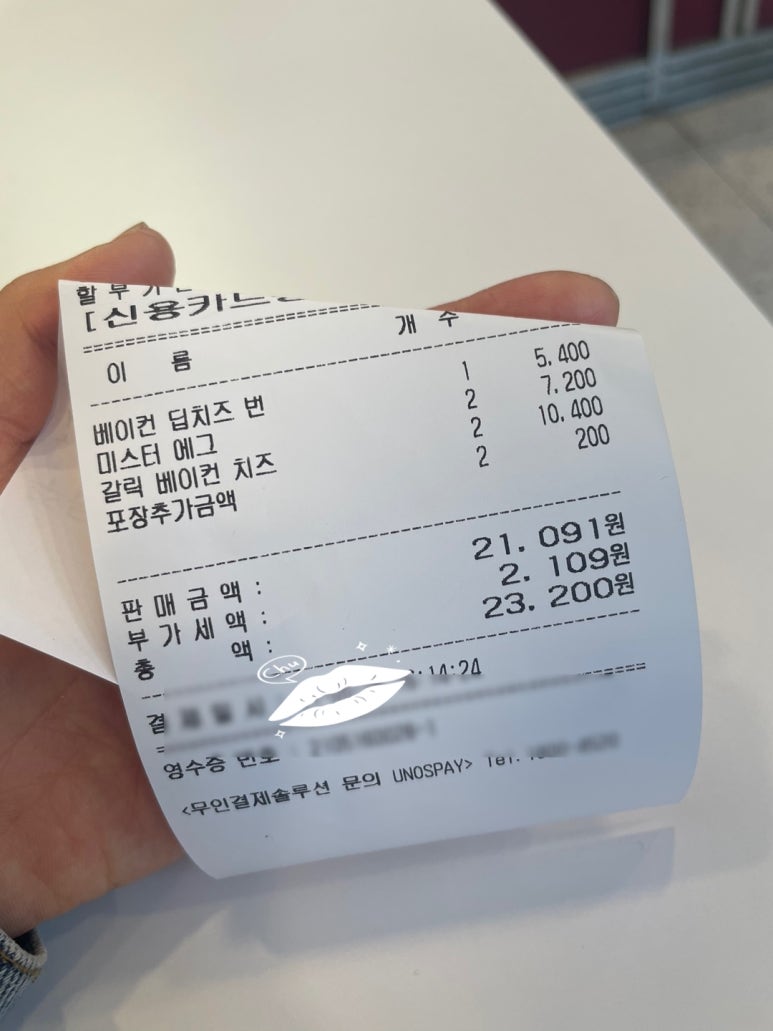 할 부
[신용카드
이 름 개 수
베이컨 딥치즈 번 1 5,400
미스터 에그 2 7,200
갈릭 베이컨 치즈 2 10,400
포장추가금액 2 200
판 매 금 액 : 21. 091원
부 가 세 액 : 2. 109원
총 액 : 23. 200원
Chu
:14:24
영수증 번호 :
<무인결제솔루션 문의 UNOSPAY> Tel.